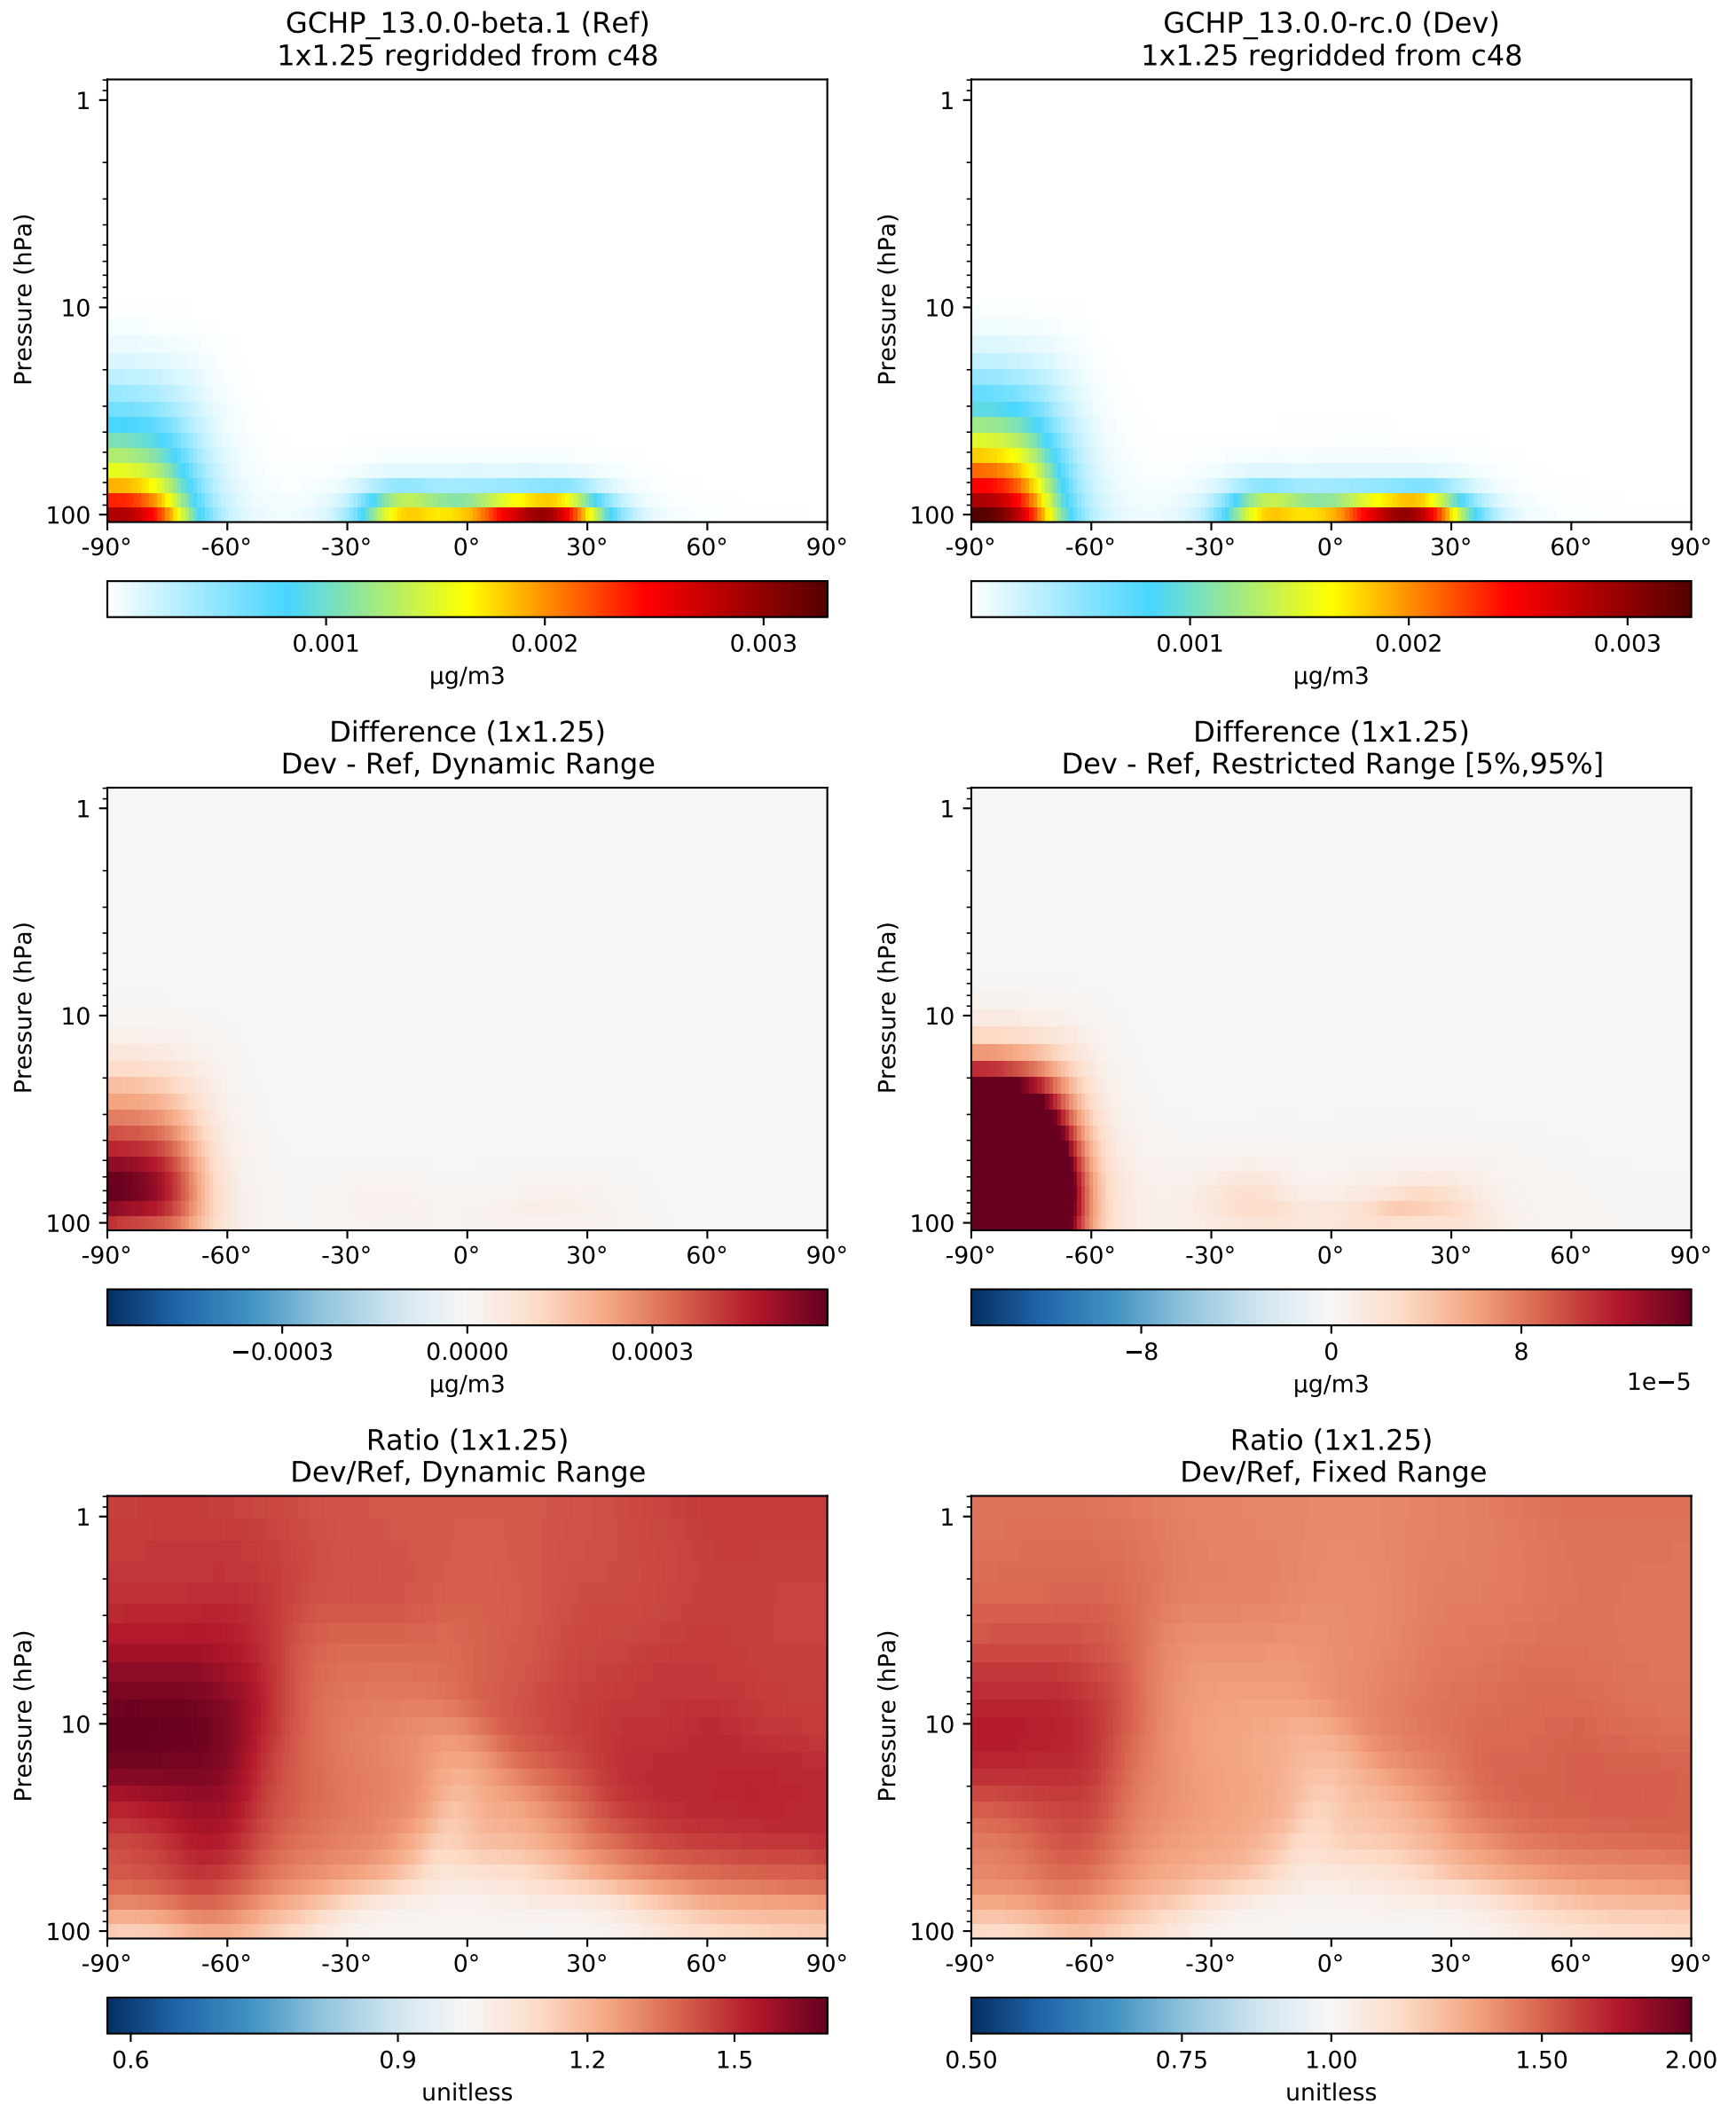 GCHP_13.0.0-beta.1 (Ref)
1x1.25 regridded from c48
Pressure (hPa)
1
10
100
-90° -60° -30° 0° 30° 60° 90°
0.001 0.002 0.003
µg/m3
GCHP_13.0.0-rc.0 (Dev)
1x1.25 regridded from c48
Pressure (hPa)
1
10
100
-90° -60° -30° 0° 30° 60° 90°
0.001 0.002 0.003
µg/m3
Difference (1x1.25)
Dev - Ref, Dynamic Range
Pressure (hPa)
1
10
100
-90° -60° -30° 0° 30° 60° 90°
−0.0003 0.0000 0.0003
µg/m3
Difference (1x1.25)
Dev - Ref, Restricted Range [5%,95%]
Pressure (hPa)
1
10
100
-90° -60° -30° 0° 30° 60° 90°
−8 0 8
µg/m3
1e−5
Ratio (1x1.25)
Dev/Ref, Dynamic Range
Pressure (hPa)
1
10
100
-90° -60° -30° 0° 30° 60° 90°
0.6 0.9 1.2 1.5
unitless
Ratio (1x1.25)
Dev/Ref, Fixed Range
Pressure (hPa)
1
10
100
-90° -60° -30° 0° 30° 60° 90°
0.50 0.75 1.00 1.50 2.00
unitless